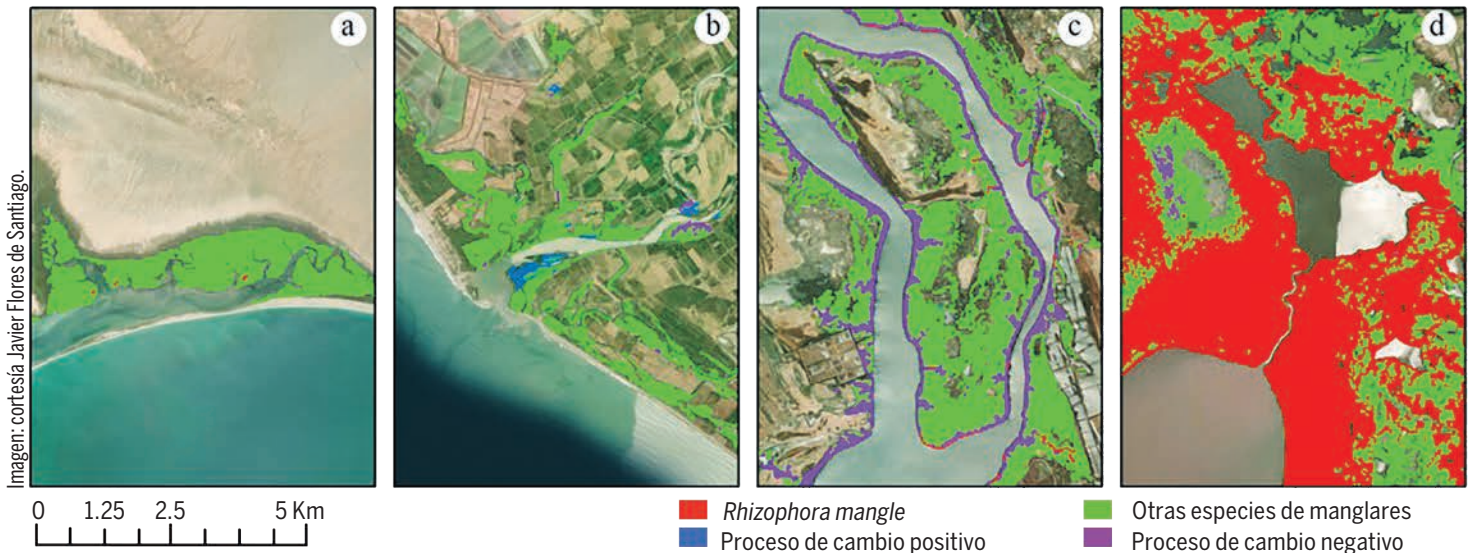 a
b
c
d
Imagen: cortesía Javier Flores de Santiago.
0 1.25 2.5 5 Km
Rhizophora mangle
Proceso de cambio positivo
Otras especies de manglares
Proceso de cambio negativo